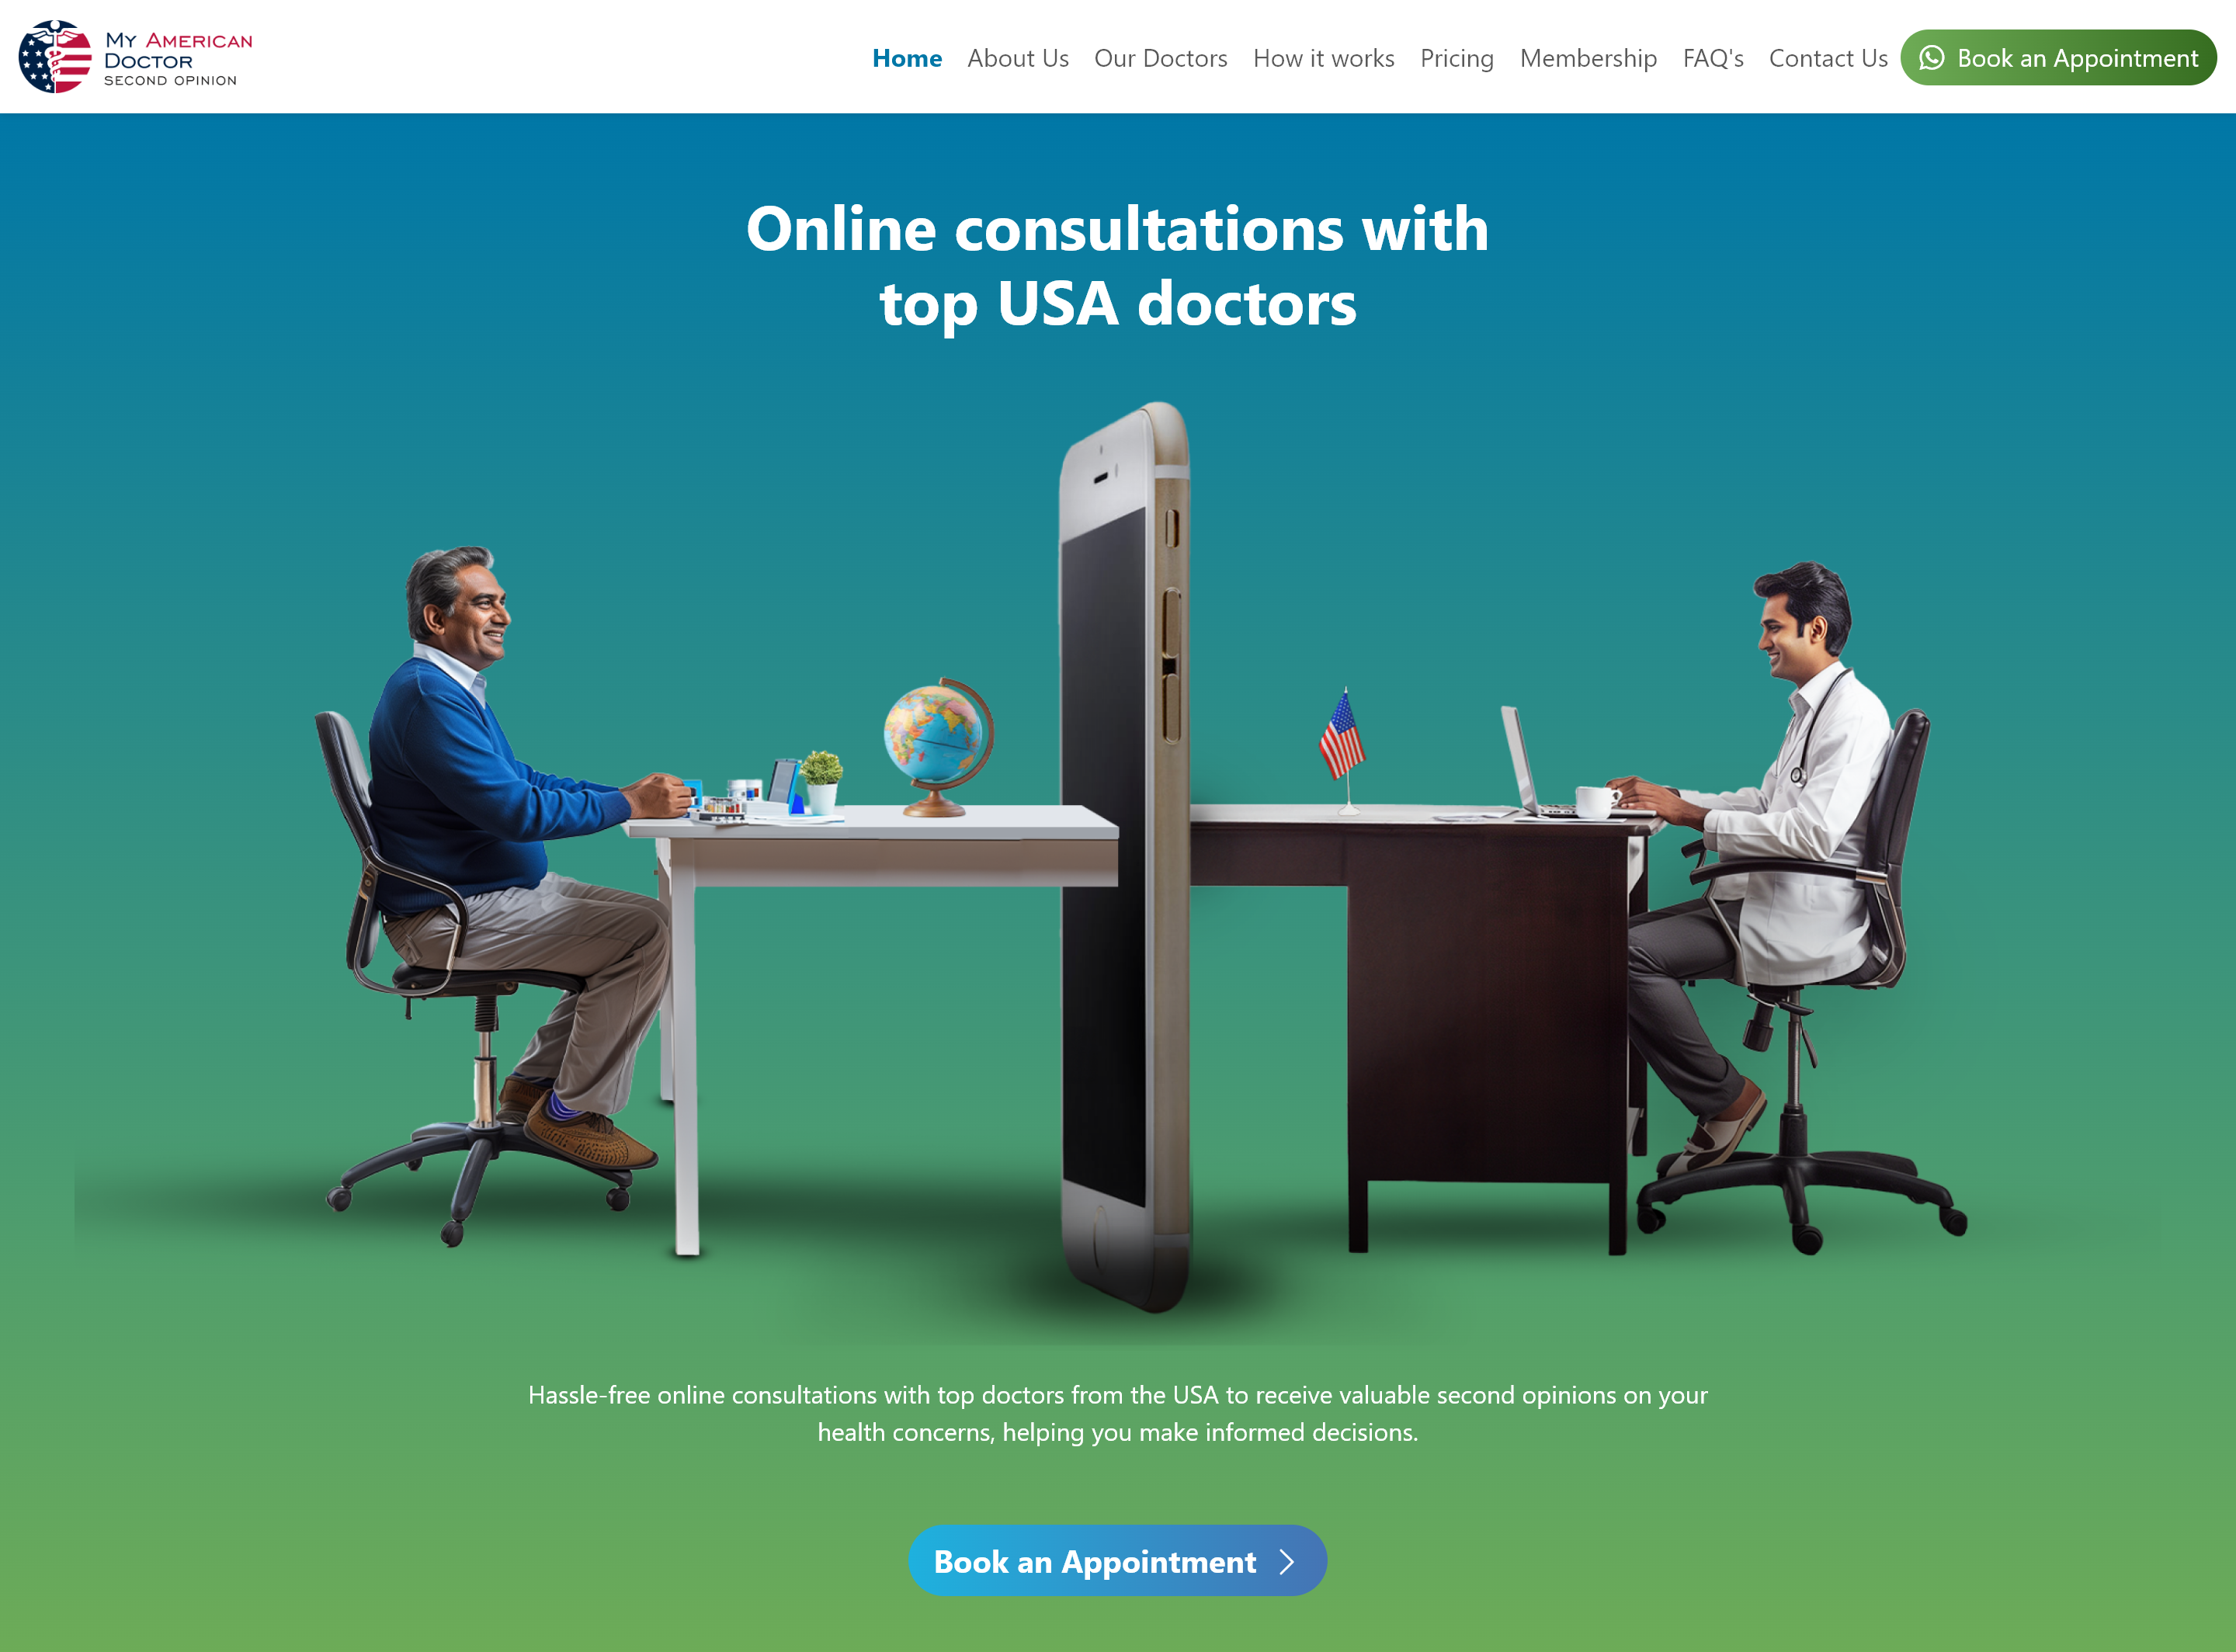 My American
Doctor
SECOND OPINION
Home
About Us
Our Doctors
How it works
Pricing
Membership
FAQ's
Contact Us
Book an Appointment
Online consultations with
top USA doctors
Hassle-free online consultations with top doctors from the USA to receive valuable second opinions on your
health concerns, helping you make informed decisions.
Book an Appointment